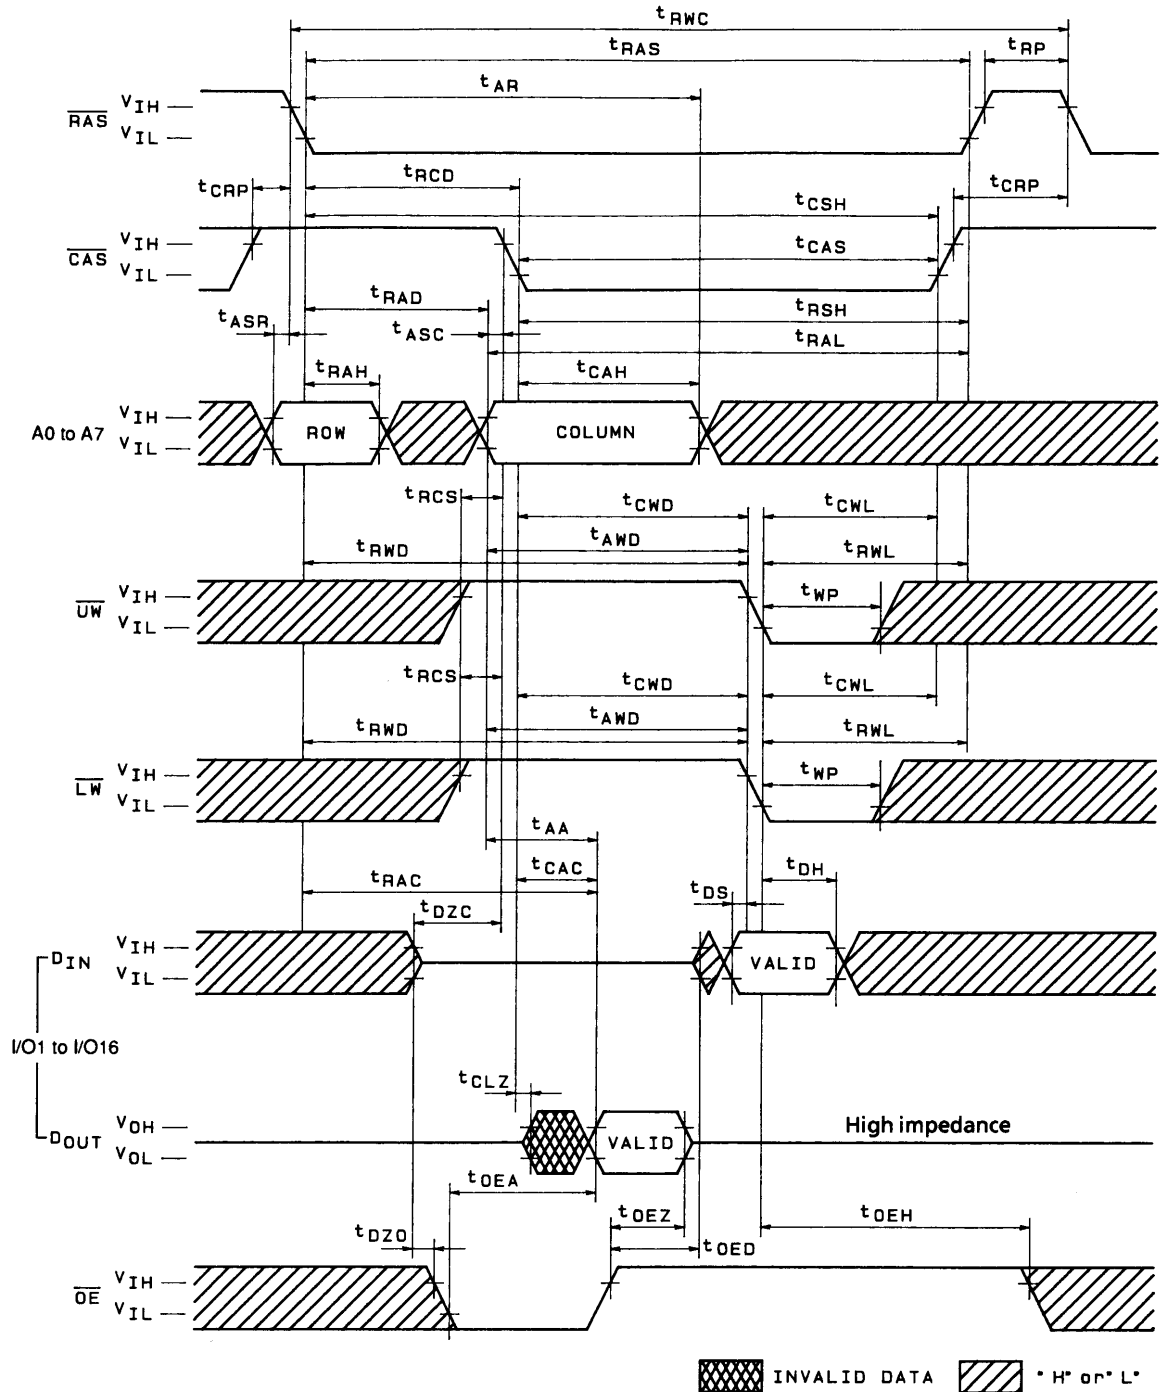 tRWC
tRAS
tRP
tAR
RAS VIH
VIL
tCRP
tRCD
tCRP
tCSH
CAS VIH
VIL
tCAS
tRAD
tRSH
tASR
tASC
tRAL
tRAH
tCAH
A0 to A7 VIH
VIL
ROW
COLUMN
tRCS
tCWD
tCWL
tAWD
tRWD
tRWL
UW VIH
VIL
tWP
tRCS
tCWD
tCWL
tAWD
tRWD
tRWL
LW VIH
VIL
tWP
tAA
tCAC
tDH
tRAC
tDS
tDZC
DIN VIH
VIL
VALID
I/O1 to I/O16
tCLZ
DOUT VOH
VOL
VALID
High impedance
tOEA
tOEZ
tOEH
tDZO
tOED
OE VIH
VIL
INVALID DATA
"H" or "L"